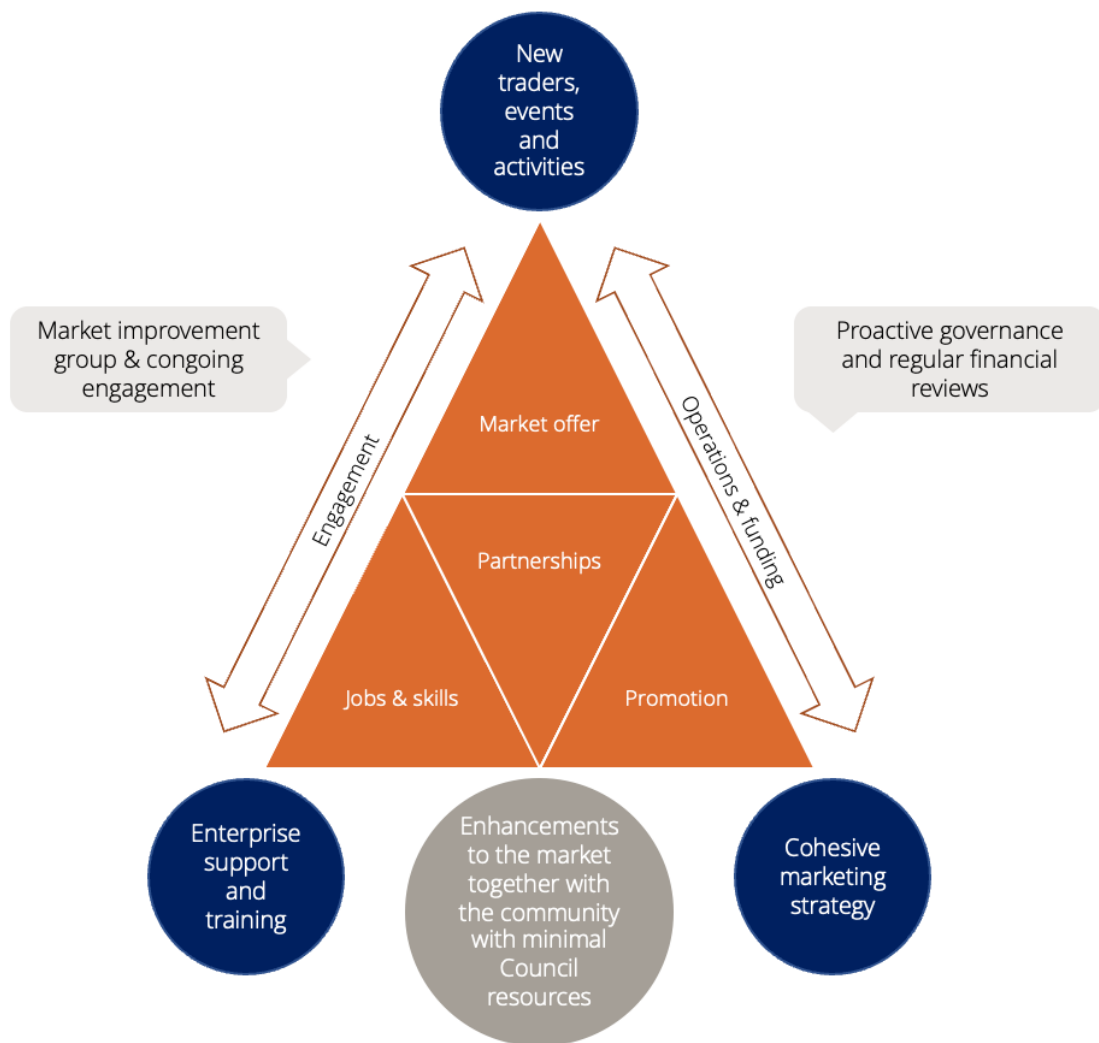 New
traders,
events
and
activities
Market improvement
group & congoing
engagement
Proactive governance
and regular financial
reviews
Engagement
Operations & funding
Market offer
Partnerships
Jobs & skills
Promotion
Enterprise
support
and
training
Enhancements
to the market
together with
the community
with minimal
Council
resources
Cohesive
marketing
strategy